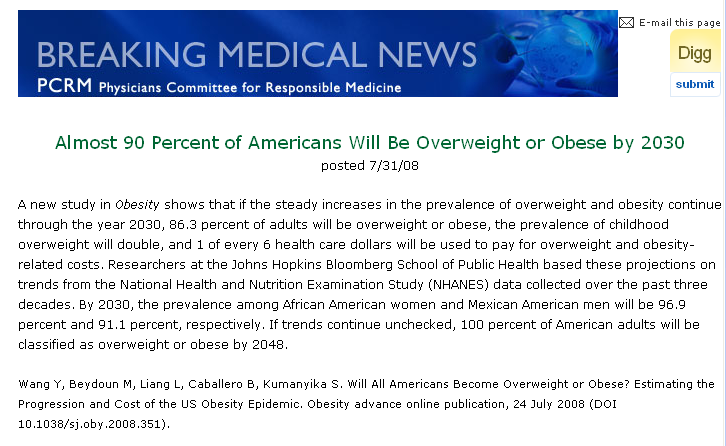 BREAKING MEDICAL NEWS
PCRM Physicians Committee for Responsible Medicine
E-mail this page
Digg
submit
Almost 90 Percent of Americans Will Be Overweight or Obese by 2030
posted 7/31/08
A new study in Obesity shows that if the steady increases in the prevalence of overweight and obesity continue
through the year 2030, 86.3 percent of adults will be overweight or obese, the prevalence of childhood
overweight will double, and 1 of every 6 health care dollars will be used to pay for overweight and obesity-
related costs. Researchers at the Johns Hopkins Bloomberg School of Public Health based these projections on
trends from the National Health and Nutrition Examination Study (NHANES) data collected over the past three
decades. By 2030, the prevalence among African American women and Mexican American men will be 96.9
percent and 91.1 percent, respectively. If trends continue unchecked, 100 percent of American adults will be
classified as overweight or obese by 2048.
Wang Y, Beydoun M, Liang L, Caballero B, Kumanyika S. Will All Americans Become Overweight or Obese? Estimating the
Progression and Cost of the US Obesity Epidemic. Obesity advance online publication, 24 July 2008 (DOI
10.1038/sj.oby.2008.351).